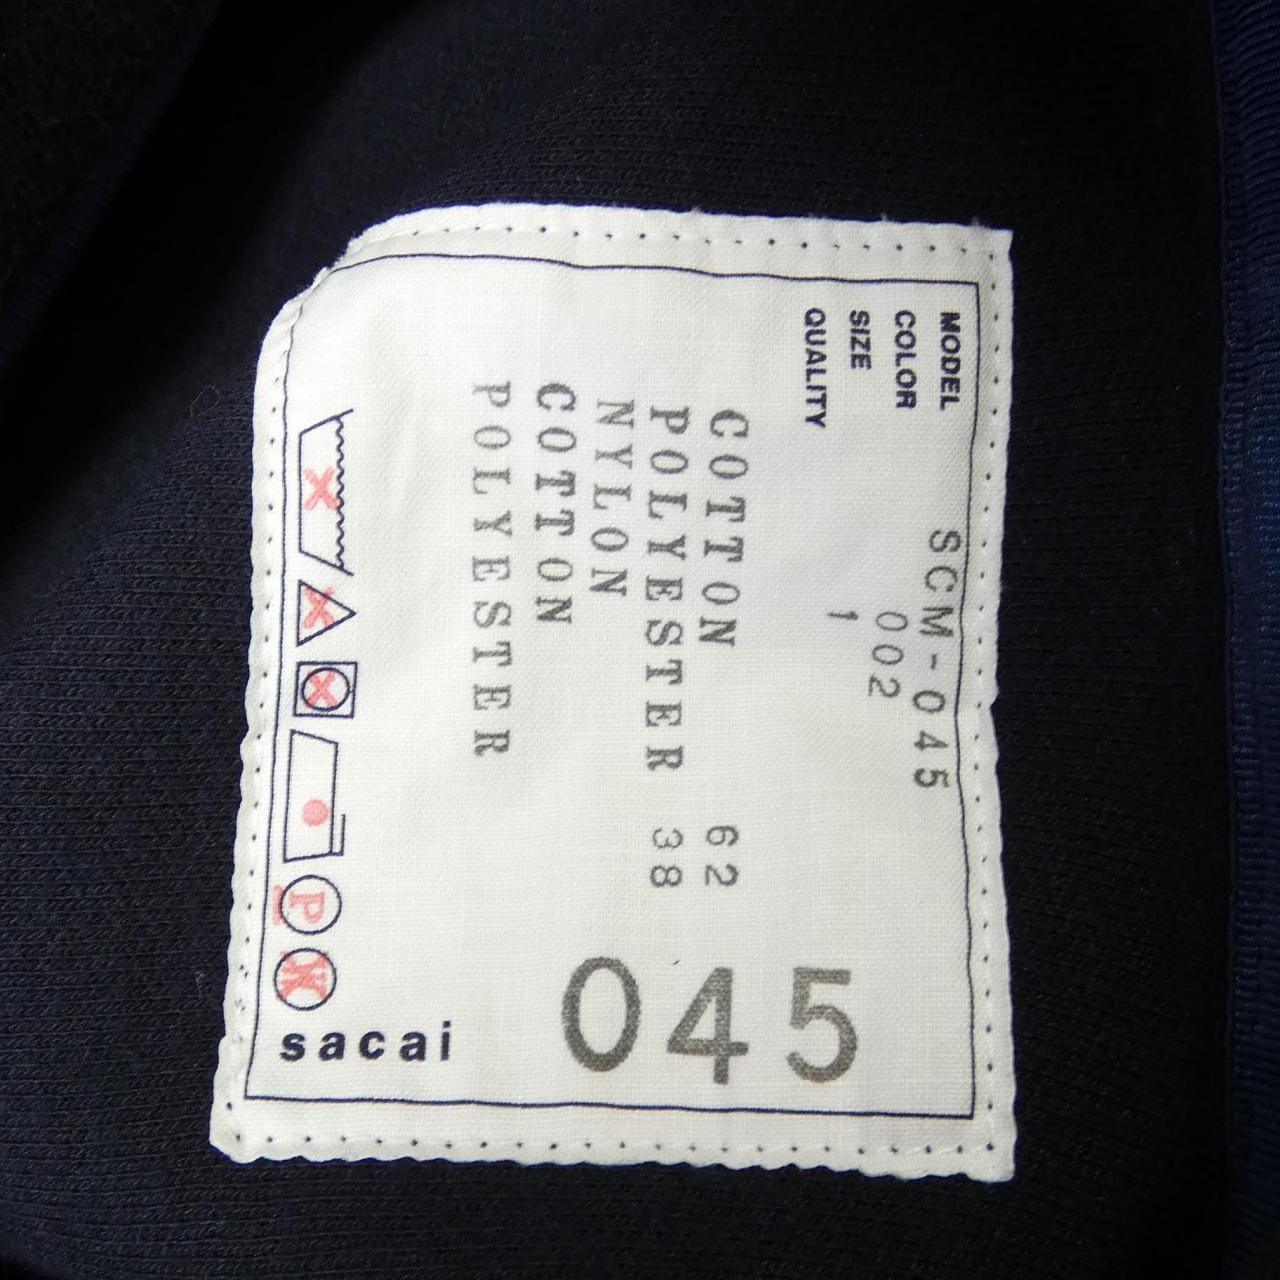 MODEL SCM-045
COLOR 002
SIZE 1
QUALITY
COTTON 62
POLYESTER 38
NYLON
COTTON
POLYESTER
045
P
W
sacai